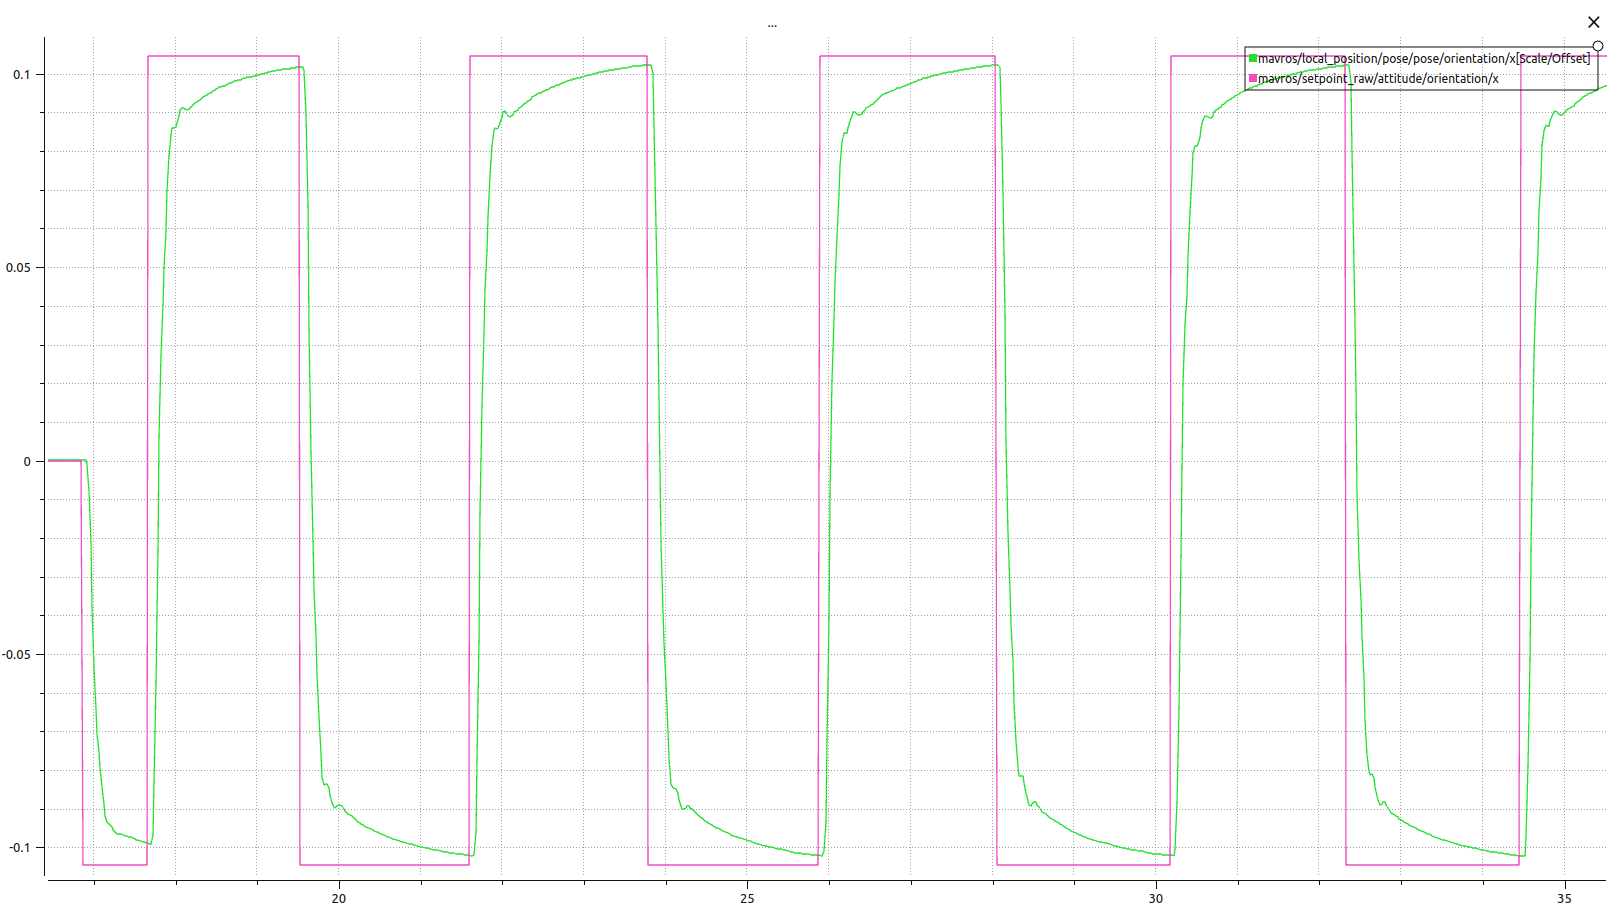 ...
mavros/local_position/pose/pose/orientation/x[Scale/Offset]
mavros/setpoint_raw/attitude/orientation/x
0.1
0.05
0
-0.05
-0.1
20 25 30 35